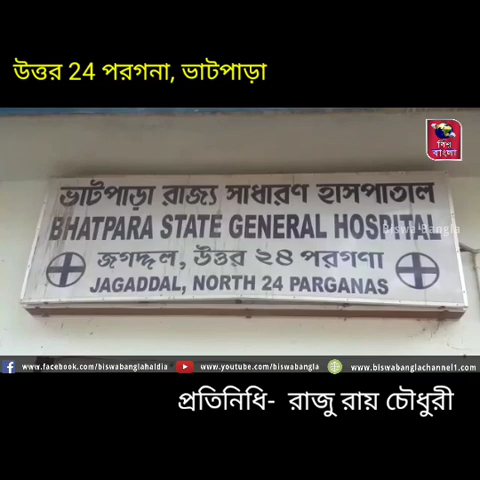 উত্তর 24 পরগনা, ভাটপাড়া
বিশ্ব
বাংলা
ভাটপাড়া রাজ্য সাধারণ হাসপাতাল
BHATPARA STATE GENERAL HOSPITAL
Biswa Bangla
জগদ্দল, উত্তর ২৪ পরগণা
JAGADDAL, NORTH 24 PARGANAS
www.facebook.com/biswabanglahaldia www.youtube.com/biswabangla www.biswabanglachannel1.com
প্রতিনিধি- রাজু রায় চৌধুরী